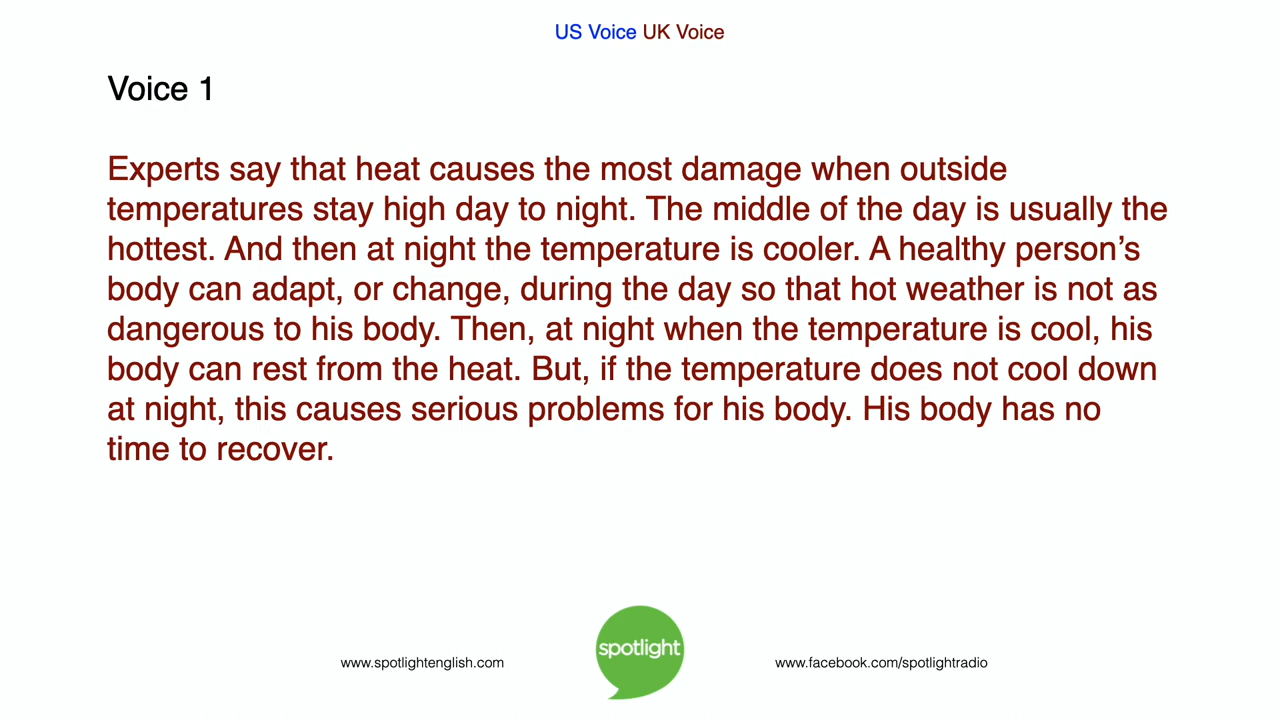 US Voice UK Voice
Voice 1
Experts say that heat causes the most damage when outside
temperatures stay high day to night. The middle of the day is usually the
hottest. And then at night the temperature is cooler. A healthy person’s
body can adapt, or change, during the day so that hot weather is not as
dangerous to his body. Then, at night when the temperature is cool, his
body can rest from the heat. But, if the temperature does not cool down
at night, this causes serious problems for his body. His body has no
time to recover.
www.spotlightenglish.com
spotlight
www.facebook.com/spotlightradio